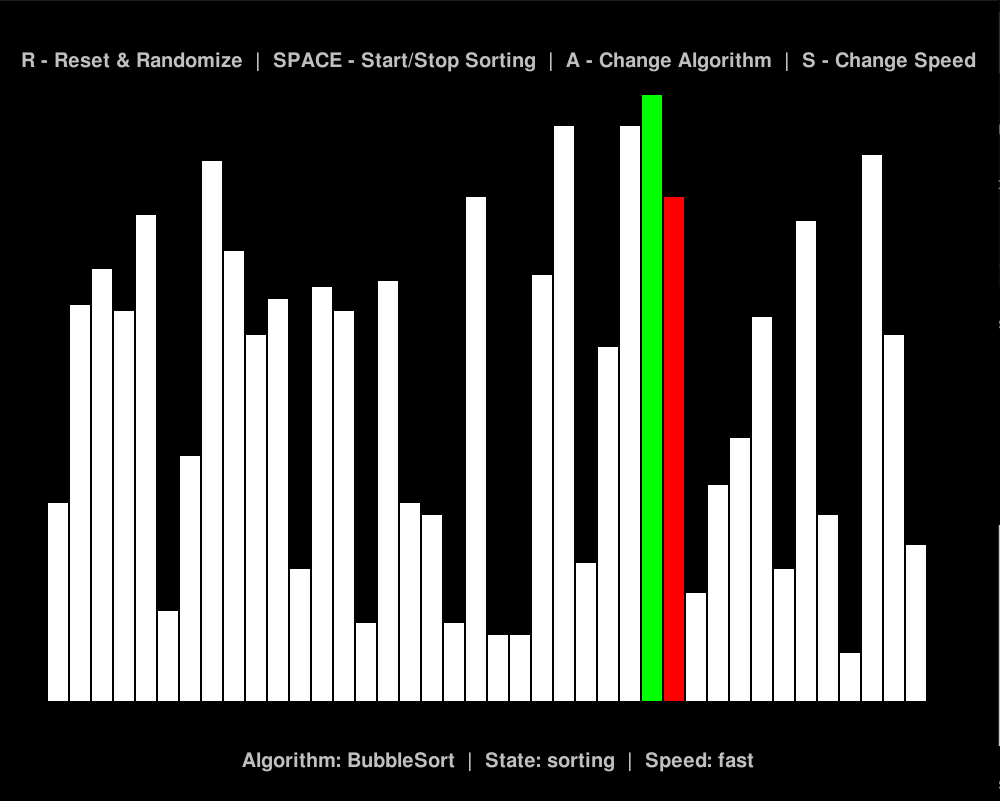 R - Reset & Randomize | SPACE - Start/Stop Sorting | A - Change Algorithm | S - Change Speed
Algorithm: BubbleSort | State: sorting | Speed: fast